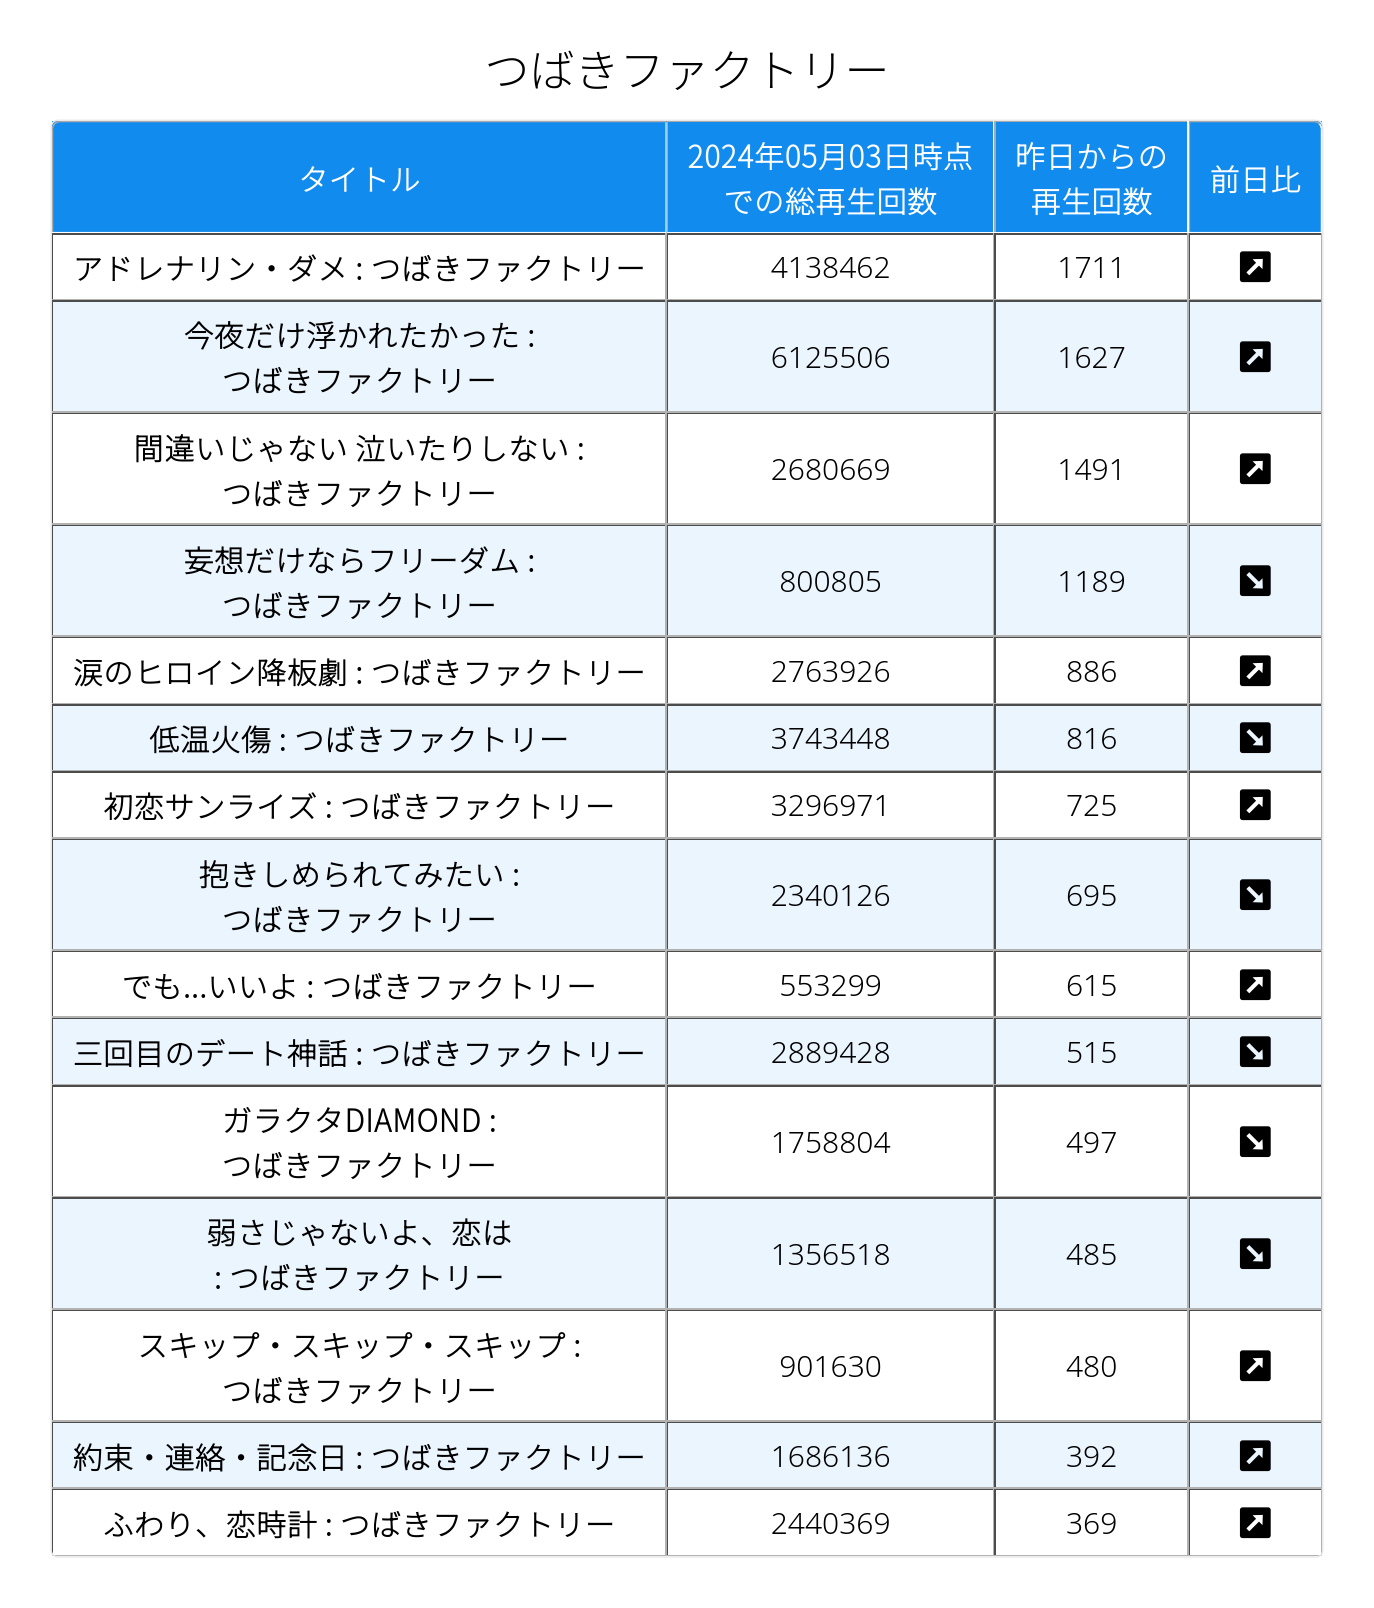 つばきファクトリー
タイトル
2024年05月03日時点
での総再生回数
昨日からの
再生回数
前日比
アドレナリン・ダメ : つばきファクトリー
4138462
1711
今夜だけ浮かれたかった :
つばきファクトリー
6125506
1627
間違いじゃない 泣いたりしない :
つばきファクトリー
2680669
1491
妄想だけならフリーダム :
つばきファクトリー
800805
1189
涙のヒロイン降板劇 : つばきファクトリー
2763926
886
低温火傷 : つばきファクトリー
3743448
816
初恋サンライズ : つばきファクトリー
3296971
725
抱きしめられてみたい :
つばきファクトリー
2340126
695
でも...いいよ : つばきファクトリー
553299
615
三回目のデート神話 : つばきファクトリー
2889428
515
ガラクタDIAMOND :
つばきファクトリー
1758804
497
弱さじゃないよ、恋は
: つばきファクトリー
1356518
485
スキップ・スキップ・スキップ :
つばきファクトリー
901630
480
約束・連絡・記念日 : つばきファクトリー
1686136
392
ふわり、恋時計 : つばきファクトリー
2440369
369